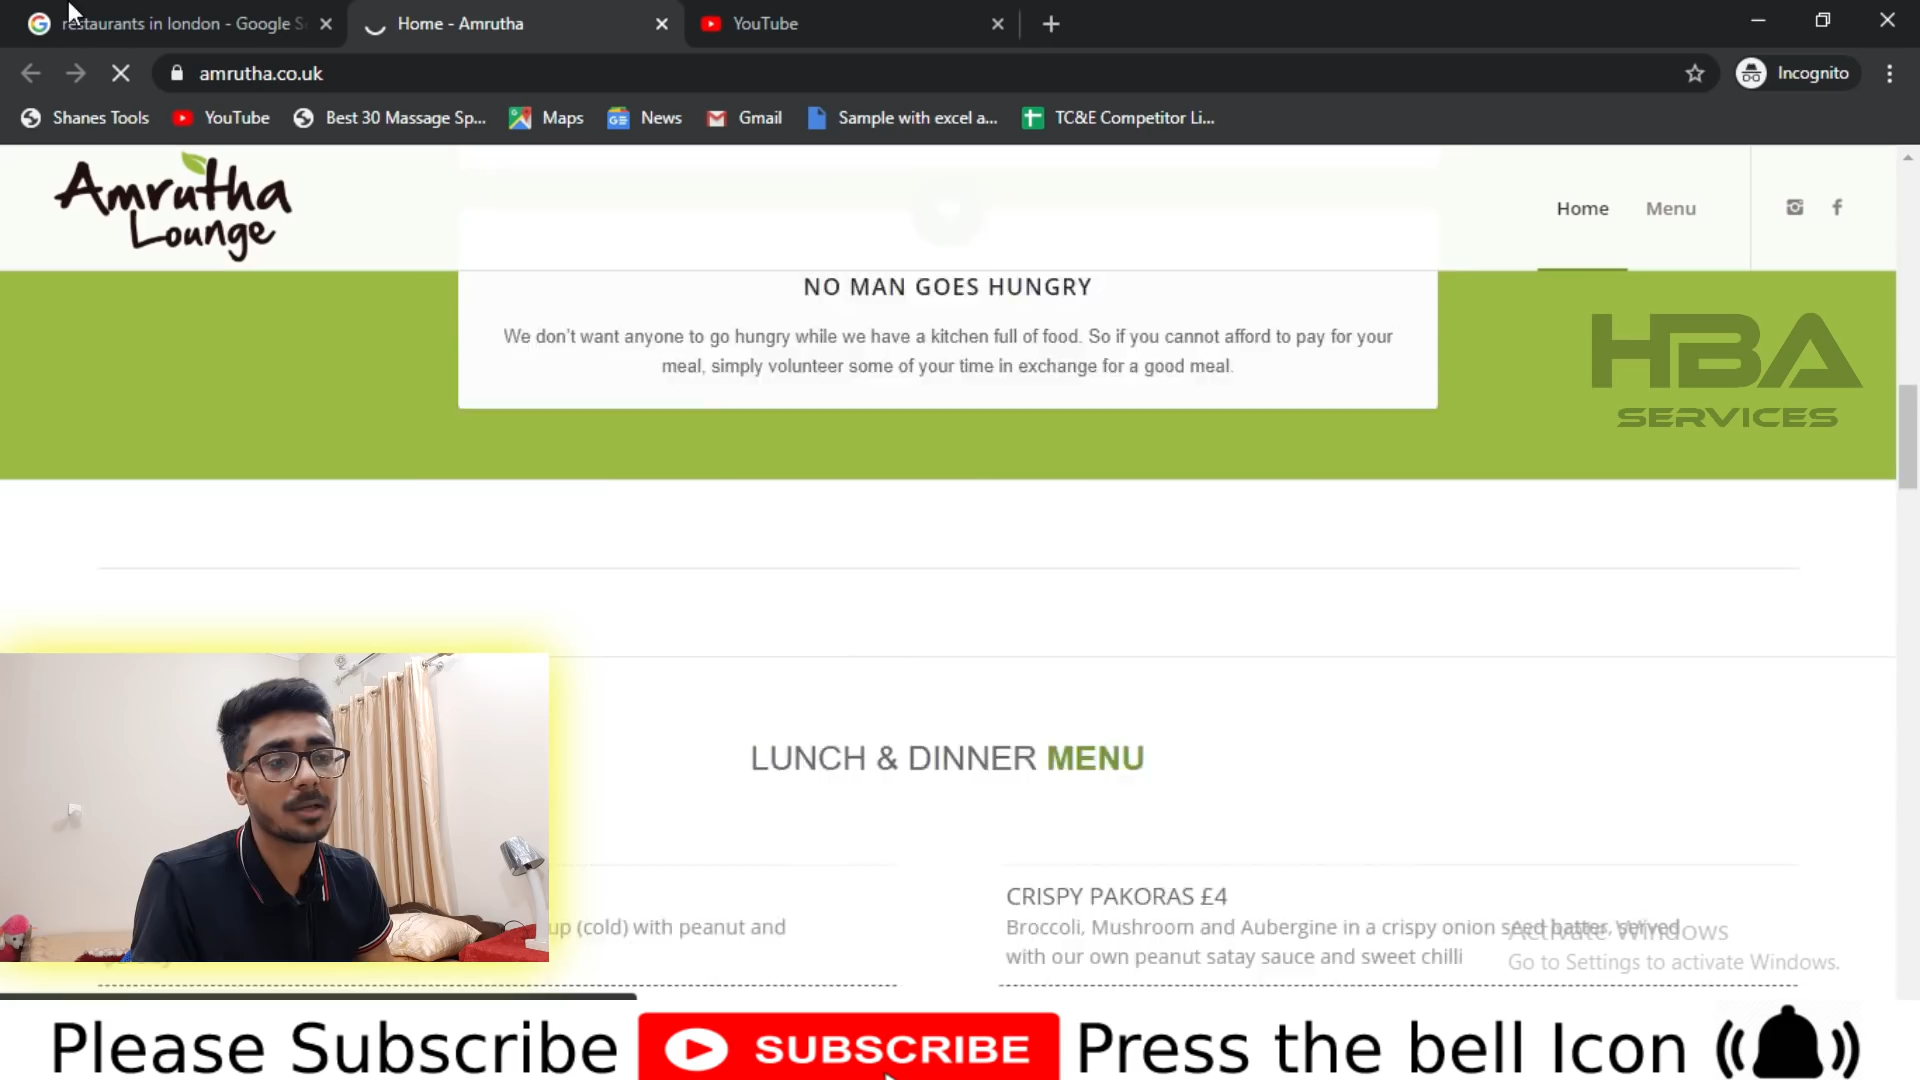 restaurants in london - Google S
Home - Amrutha
YouTube
amrutha.co.uk
Incognito
Shanes Tools
YouTube
Best 30 Massage Sp...
Maps
News
Gmail
Sample with excel a...
TC&E Competitor Li...
Amrutha
Lounge
Home
Menu
NO MAN GOES HUNGRY
We don’t want anyone to go hungry while we have a kitchen full of food. So if you cannot afford to pay for your
meal, simply volunteer some of your time in exchange for a good meal.
HBA
SERVICES
LUNCH & DINNER MENU
up (cold) with peanut and
CRISPY PAKORAS £4
Broccoli, Mushroom and Aubergine in a crispy onion seed batter, served
with our own peanut satay sauce and sweet chilli
Activate Windows
Go to Settings to activate Windows.
Please Subscribe
SUBSCRIBE
Press the bell Icon